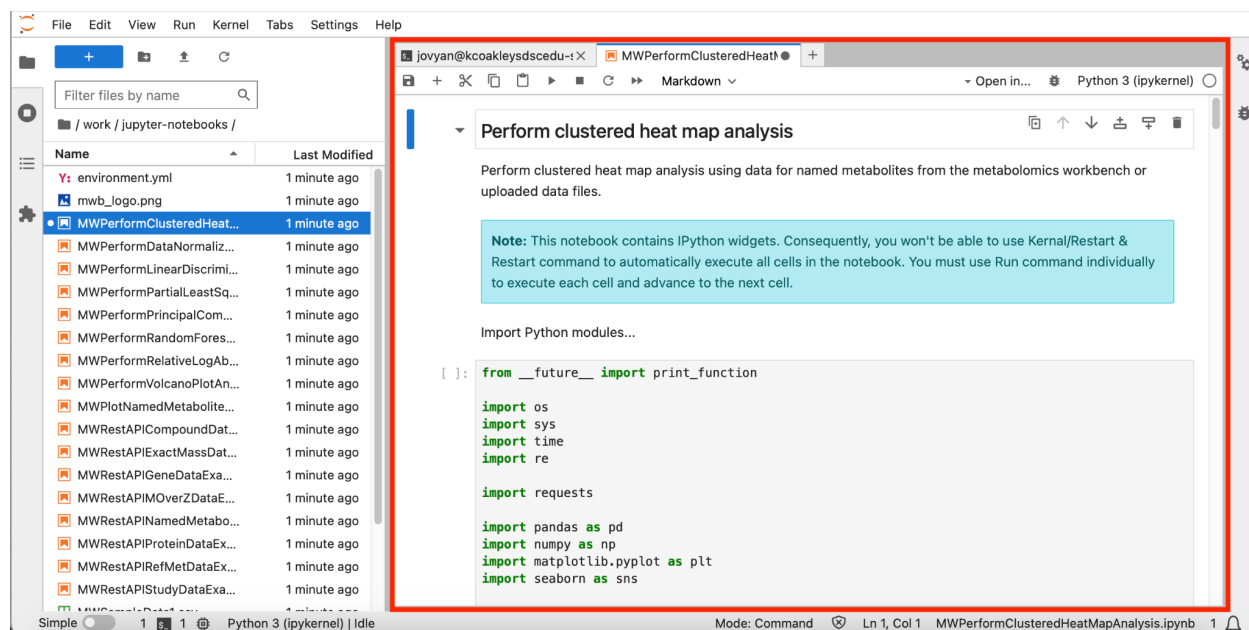 File Edit View Run Kernel Tabs Settings Help
Filter files by name
/ work / jupyter-notebooks /
Name Last Modified
Y: environment.yml 1 minute ago
mwb_logo.png 1 minute ago
MWPerformClusteredHeat... 1 minute ago
MWPerformDataNormaliz... 1 minute ago
MWPerformLinearDiscrimi... 1 minute ago
MWPerformPartialLeastSq... 1 minute ago
MWPerformPrincipalCom... 1 minute ago
MWPerformRandomFores... 1 minute ago
MWPerformRelativeLogAb... 1 minute ago
MWPerformVolcanoPlotAn... 1 minute ago
MWPlotNamedMetabolite... 1 minute ago
MWRestAPICompoundDat... 1 minute ago
MWRestAPIExactMassDat... 1 minute ago
MWRestAPIGeneDataExa... 1 minute ago
MWRestAPIMOverZDataE... 1 minute ago
MWRestAPINamedMetabo... 1 minute ago
MWRestAPIProteinDataEx... 1 minute ago
MWRestAPIRefMetDataEx... 1 minute ago
MWRestAPIStudyDataExa... 1 minute ago
jovyan@kcoakleysdscedu-s MWPerformClusteredHeatM
Markdown Open in... Python 3 (ipykernel)
Perform clustered heat map analysis
Perform clustered heat map analysis using data for named metabolites from the metabolomics workbench or
uploaded data files.
Note: This notebook contains IPython widgets. Consequently, you won't be able to use Kernal/Restart &
Restart command to automatically execute all cells in the notebook. You must use Run command individually
to execute each cell and advance to the next cell.
Import Python modules...
[ ]: from __future__ import print_function
import os
import sys
import time
import re
import requests
import pandas as pd
import numpy as np
import matplotlib.pyplot as plt
import seaborn as sns
Simple 1 1 Python 3 (ipykernel) | Idle Mode: Command Ln 1, Col 1 MWPerformClusteredHeatMapAnalysis.ipynb 1